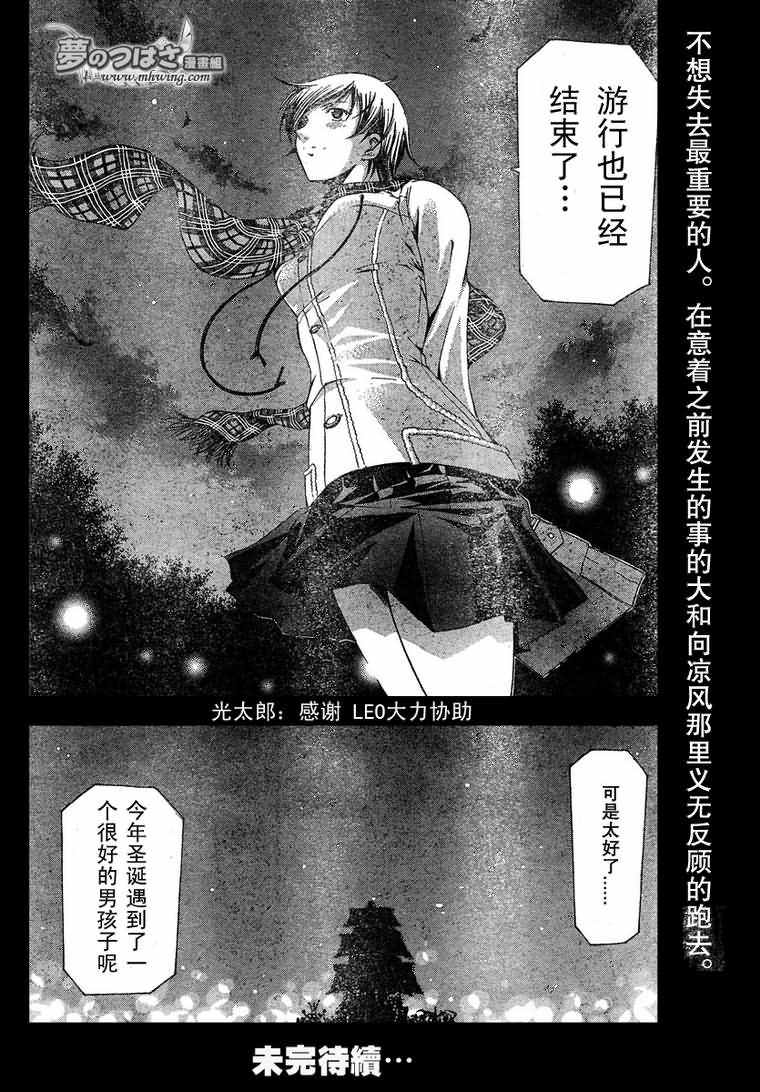 夢のつばさ漫畫組
www.mhwing.com
游行也已经
结束了…
不想失去最重要的人。在意着之前发生的事的大和向凉风那里义无反顾的跑去。
光太郎：感谢 LEO大力协助
可是太好了……
今年圣诞遇到了一
个很好的男孩子呢
未完待續…